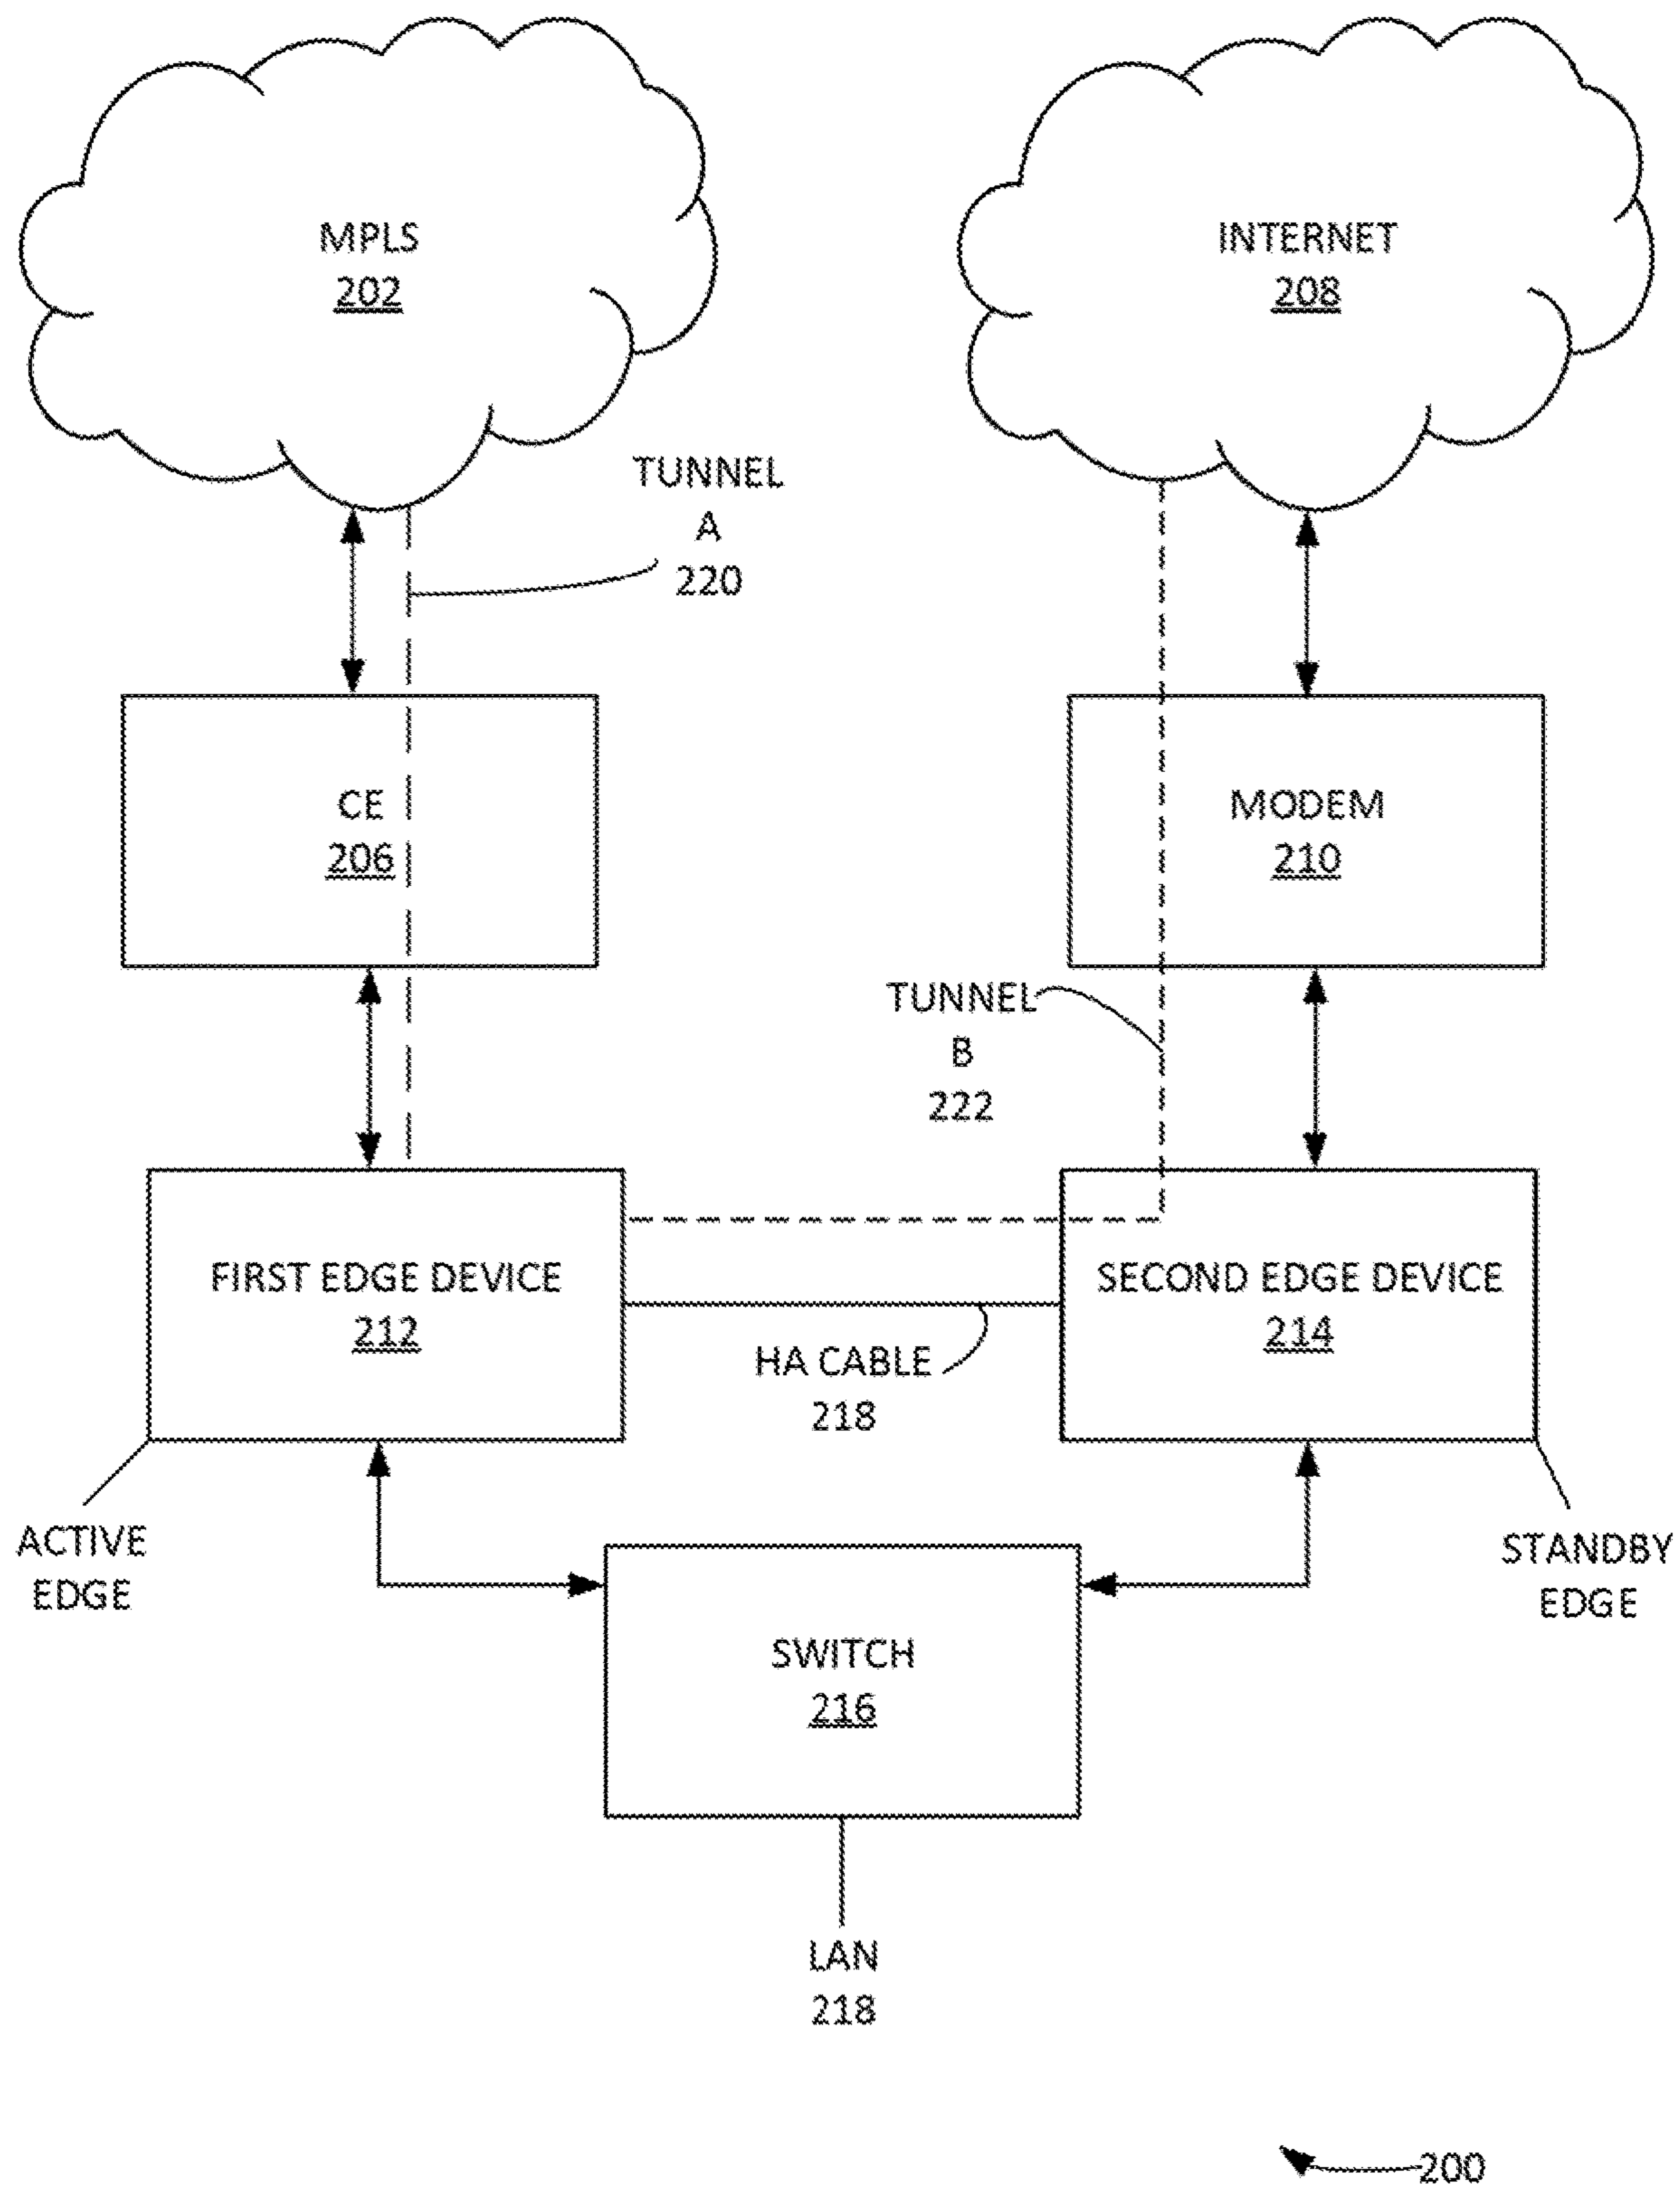 MPLS
202
INTERNET
208
TUNNEL
A
220
CE
206
MODEM
210
TUNNEL
B
222
FIRST EDGE DEVICE
212
SECOND EDGE DEVICE
214
HA CABLE
218
ACTIVE
EDGE
STANDBY
EDGE
SWITCH
216
LAN
218
200